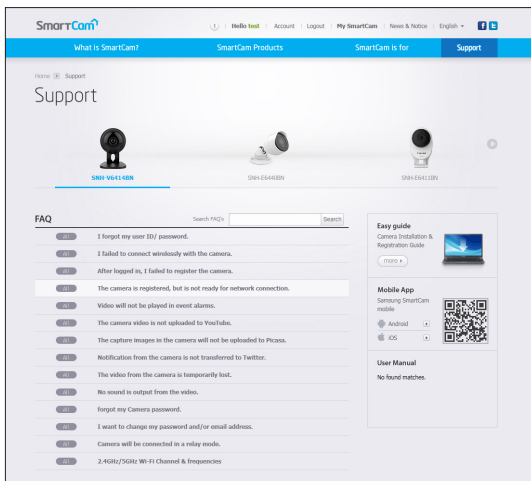 SMARTCAM
Hello test Account Logout My SmartCam News & Notice English
What is SmartCam? SmartCam Products SmartCam is for Support
Home Support
Support
SNH-V6414BN SNH-E6440BN SNH-E6411BN
FAQ Search FAQ's Search
All I forgot my user ID/ password.
All I failed to connect wirelessly with the camera.
All After logged in, I failed to register the camera.
All The camera is registered, but is not ready for network connection.
All Video will not be played in event alarms.
All The camera video is not uploaded to YouTube.
All The capture images in the camera will not be uploaded to Picasa.
All Notification from the camera is not transferred to Twitter.
All The video from the camera is temporarily lost.
All No sound is output from the video.
All forgot my Camera password.
All I want to change my password and/or email address.
All Camera will be connected in a relay mode.
All 2.4GHz/5GHz Wi-Fi Channel & frequencies
Easy guide
Camera Installation &
Registration Guide
more
Mobile App
Samsung SmartCam
mobile
Android
iOS
User Manual
No found matches.